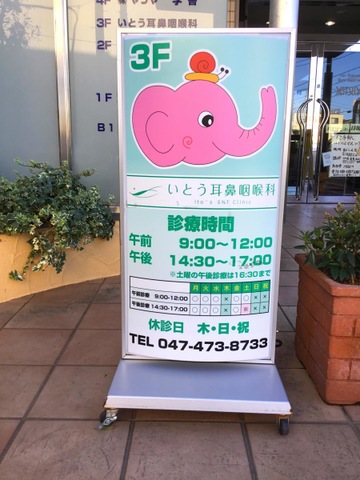 3F いとう耳鼻咽喉科
1F
B1
3F
いとう耳鼻咽喉科
Ito's ENT Clinic
診療時間
午前 9:00~12:00
午後 14:30~17:00
※土曜の午後診療は16:30まで
月 火 水 木 金 土 日 祝
午前診療 9:00-12:00 ○ ○ ○ × ○ ○ × ×
午後診療 14:30-17:00 ○ ○ ○ × ○ ※ × ×
休診日 木・日・祝
TEL 047-473-8733